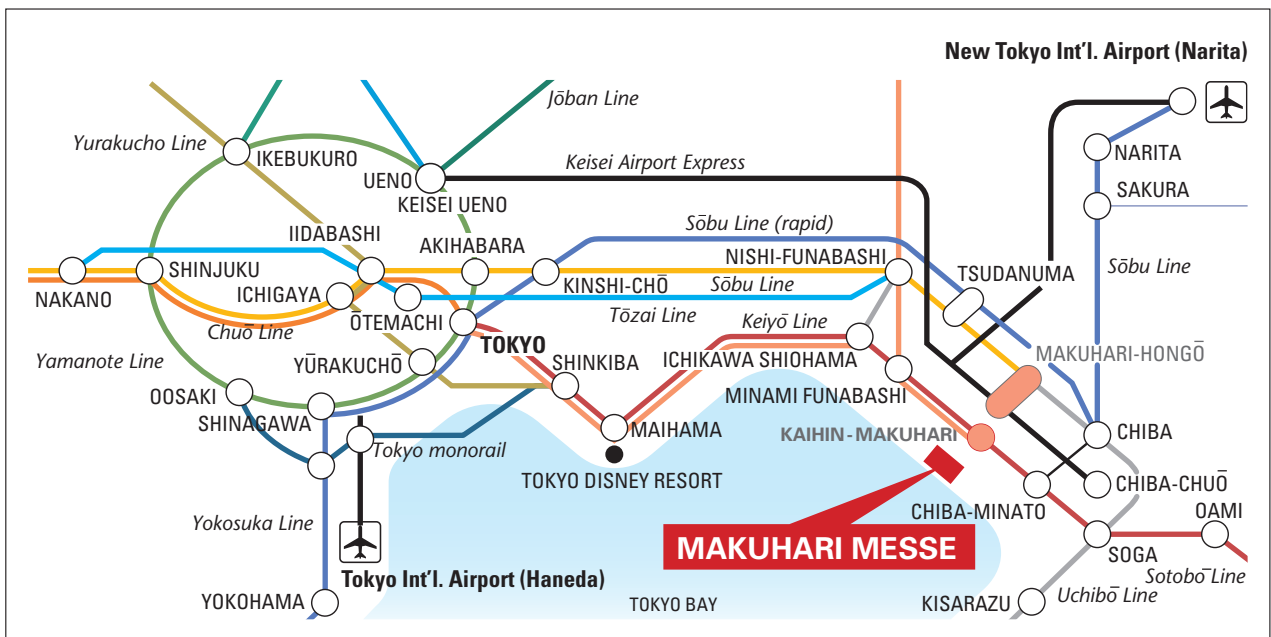 New Tokyo Int'l. Airport (Narita)
Jōban Line
Yurakucho Line
IKEBUKURO
UENO
Keisei Airport Express
NARITA
KEISEI UENO
SAKURA
Sōbu Line (rapid)
IIDABASHI
AKIHABARA
NISHI-FUNABASHI
SHINJUKU
TSUDANUMA
Sōbu Line
NAKANO
ICHIGAYA
KINSHI-CHŌ
Sōbu Line
Chuō Line
ŌTEMACHI
Tōzai Line
Keiyō Line
TOKYO
Yamanote Line
YŪRAKUCHŌ
SHINKIBA
ICHIKAWA SHIOHAMA
MAKUHARI-HONGŌ
OOSAKI
MINAMI FUNABASHI
SHINAGAWA
MAIHAMA
KAIHIN-MAKUHARI
CHIBA
Tokyo monorail
TOKYO DISNEY RESORT
CHIBA-CHUŌ
CHIBA-MINATO
OAMI
Yokosuka Line
MAKUHARI MESSE
SOGA
Sotobō Line
Tokyo Int'l. Airport (Haneda)
Uchibō Line
YOKOHAMA
TOKYO BAY
KISARAZU